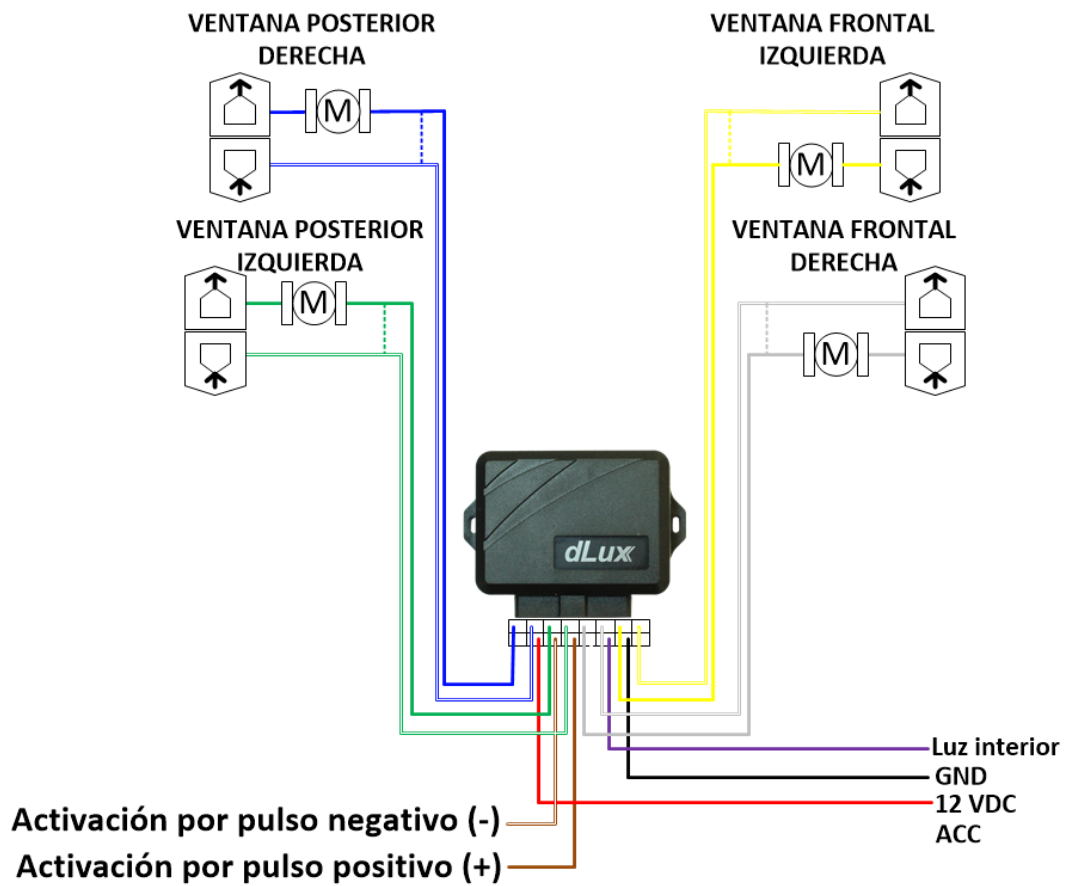 VENTANA POSTERIOR
DERECHA
VENTANA FRONTAL
IZQUIERDA
M
M
VENTANA POSTERIOR
IZQUIERDA
VENTANA FRONTAL
DERECHA
M
M
dLux
Luz interior
GND
12 VDC
ACC
Activación por pulso negativo (-)
Activación por pulso positivo (+)